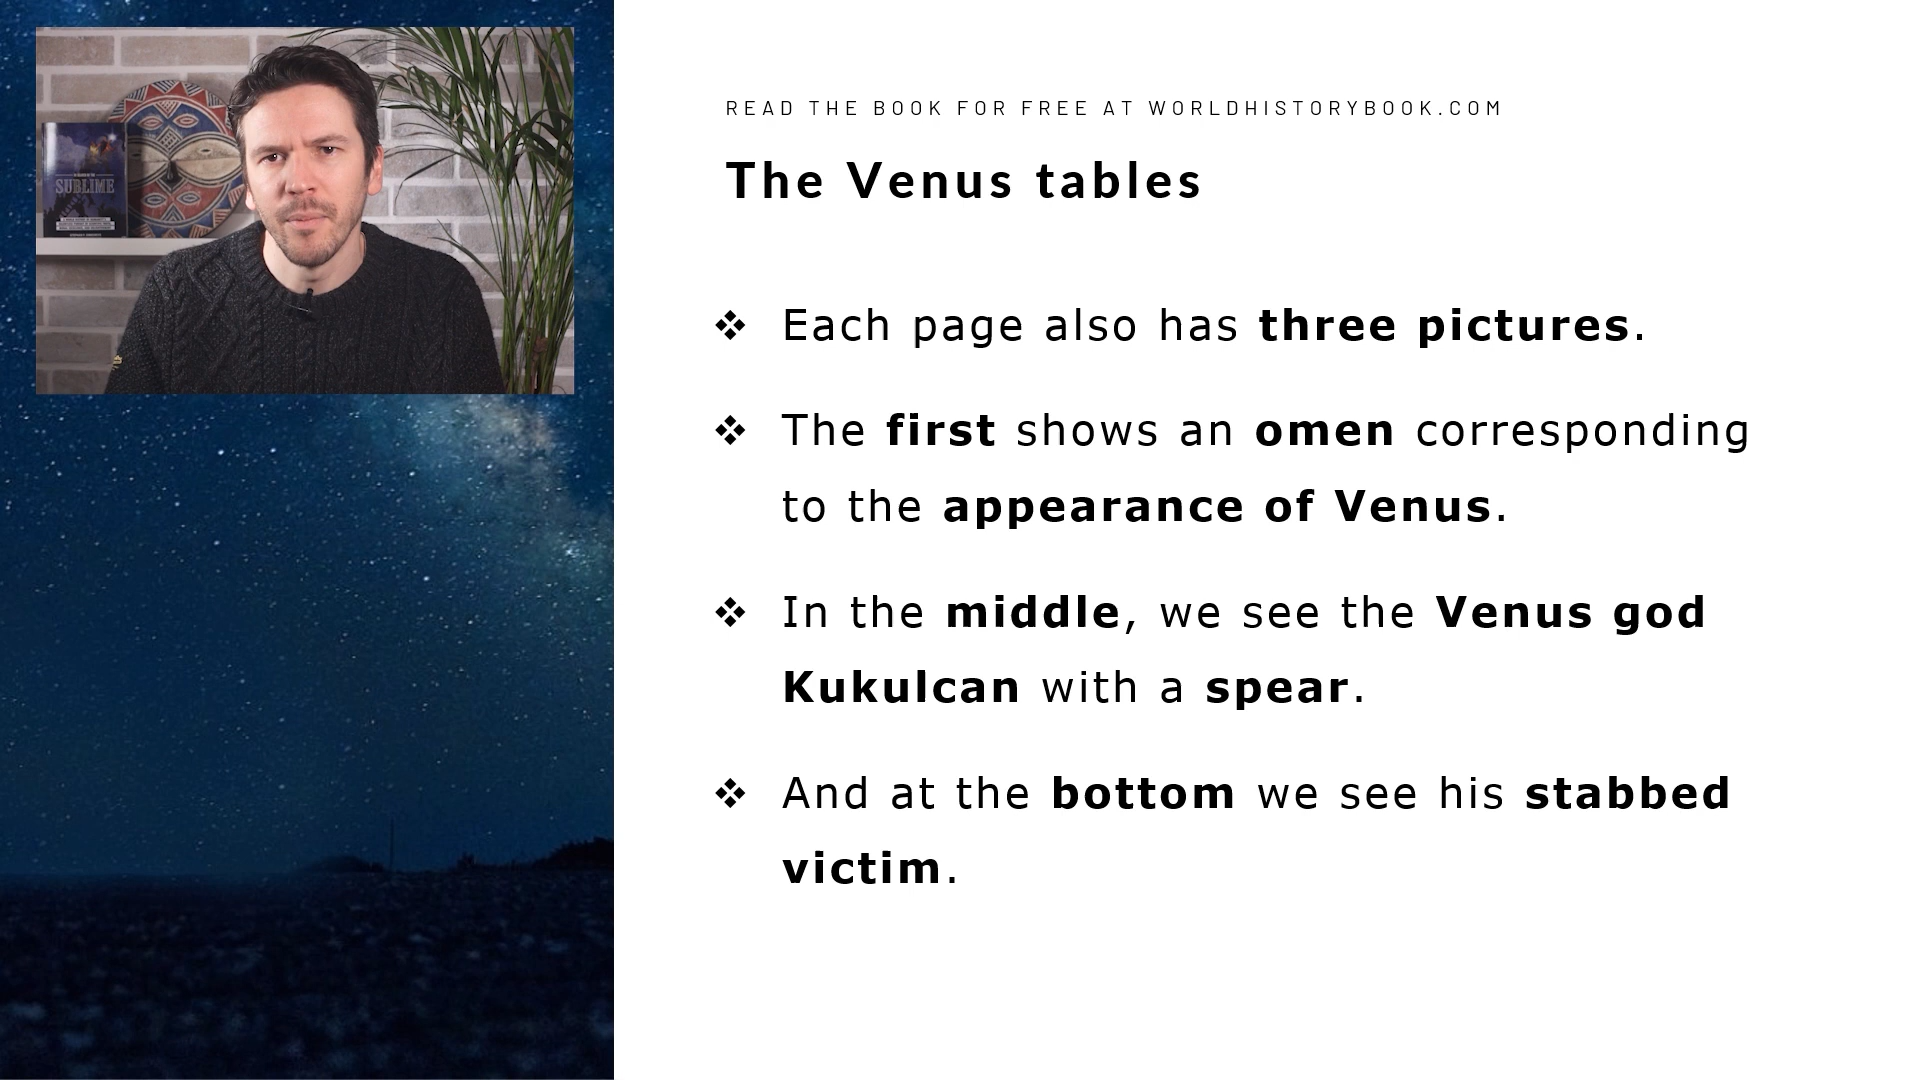 READ THE BOOK FOR FREE AT WORLDHISTORYBOOK.COM
The Venus tables
❖ Each page also has three pictures.
❖ The first shows an omen corresponding
to the appearance of Venus.
❖ In the middle, we see the Venus god
Kukulcan with a spear.
❖ And at the bottom we see his stabbed
victim.
SUBLIME